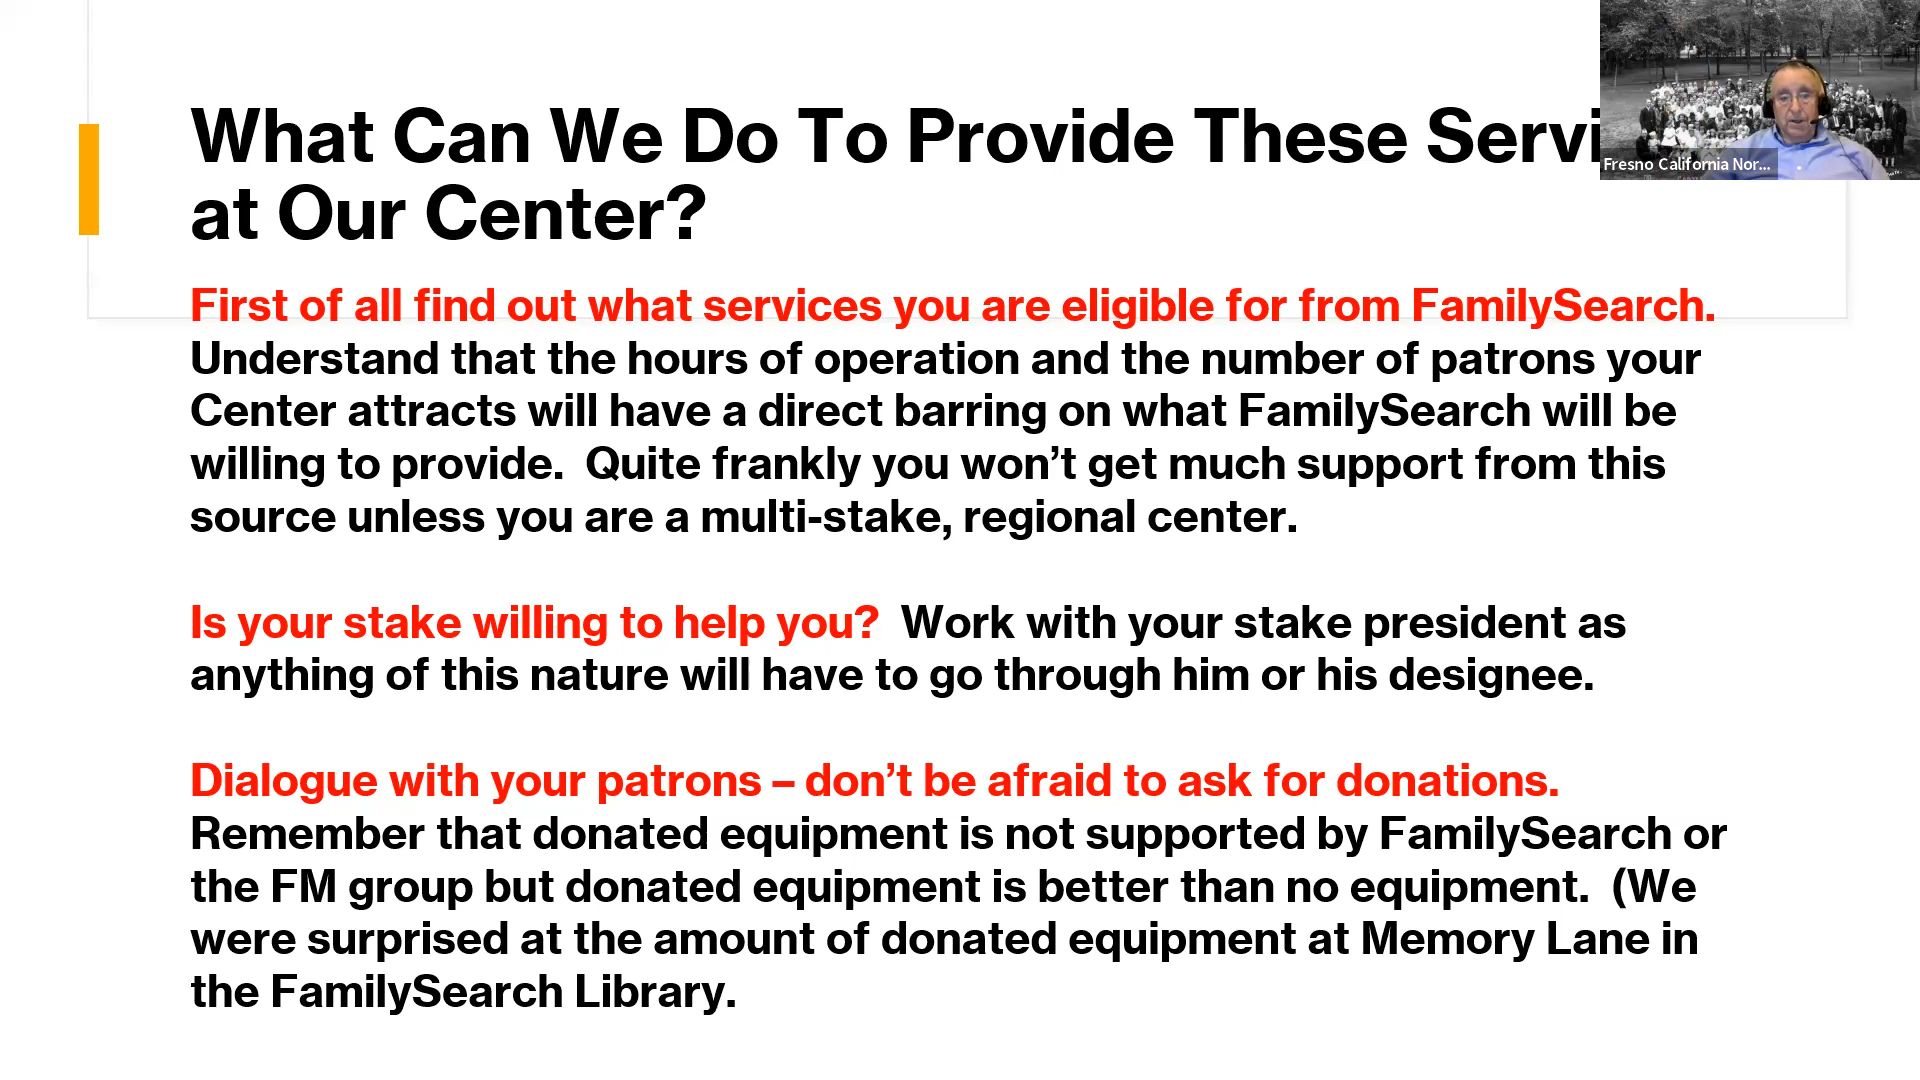 What Can We Do To Provide These Servi
at Our Center?
Fresno California Nor...
First of all find out what services you are eligible for from FamilySearch.
Understand that the hours of operation and the number of patrons your
Center attracts will have a direct barring on what FamilySearch will be
willing to provide.  Quite frankly you won’t get much support from this
source unless you are a multi-stake, regional center.
Is your stake willing to help you?  Work with your stake president as
anything of this nature will have to go through him or his designee.
Dialogue with your patrons – don’t be afraid to ask for donations.
Remember that donated equipment is not supported by FamilySearch or
the FM group but donated equipment is better than no equipment.  (We
were surprised at the amount of donated equipment at Memory Lane in
the FamilySearch Library.